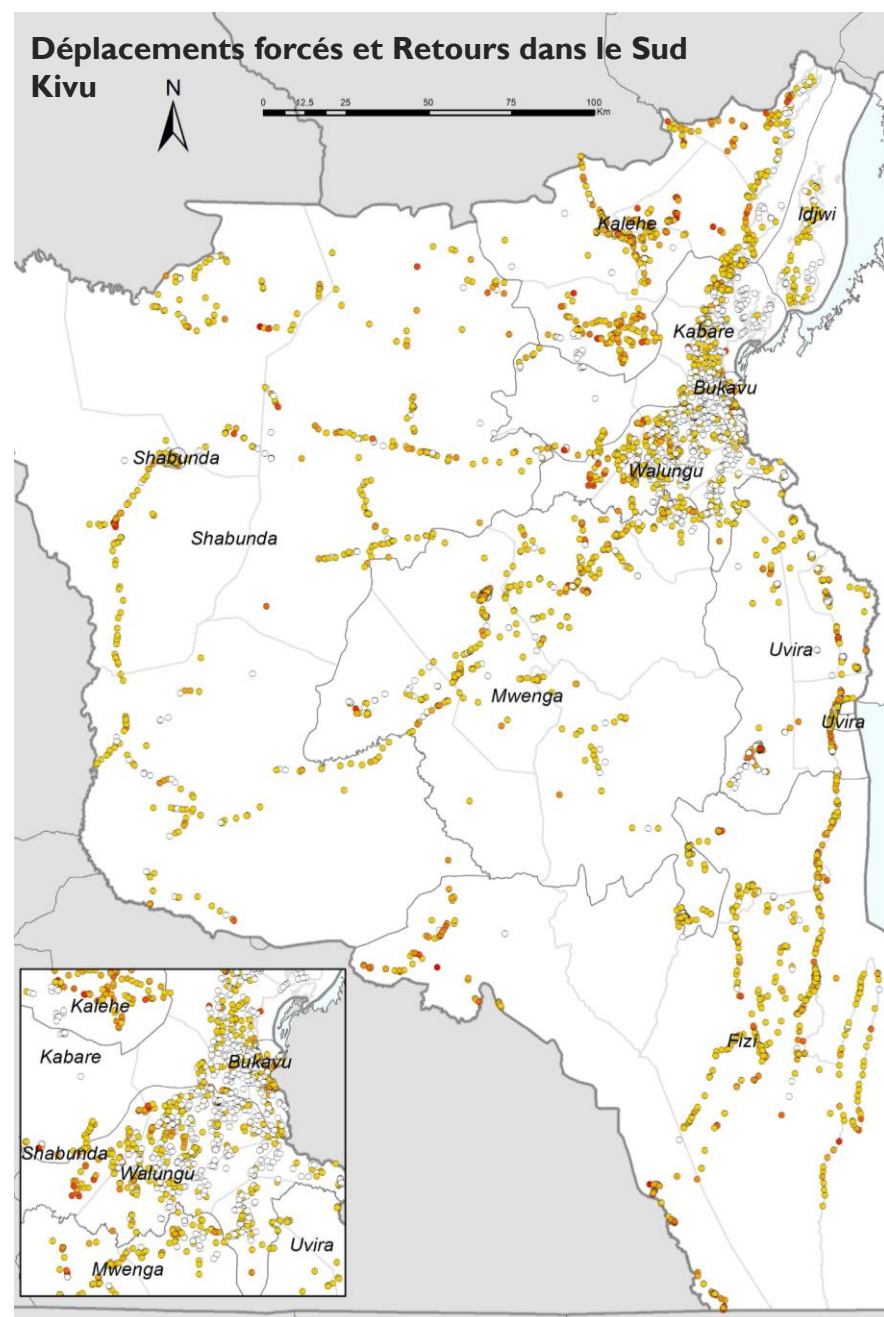 Déplacements forcés et Retours dans le Sud
Kivu
N
0 12,5 25 50 75 100
Km
Idjwi
Kalehe
Kabare
Bukavu
Shabunda
Walungu
Shabunda
Uvira
Mwenga
Uvira
Fizi
Kalehe
Kabare
Bukavu
Shabunda
Walungu
Uvira
Mwenga